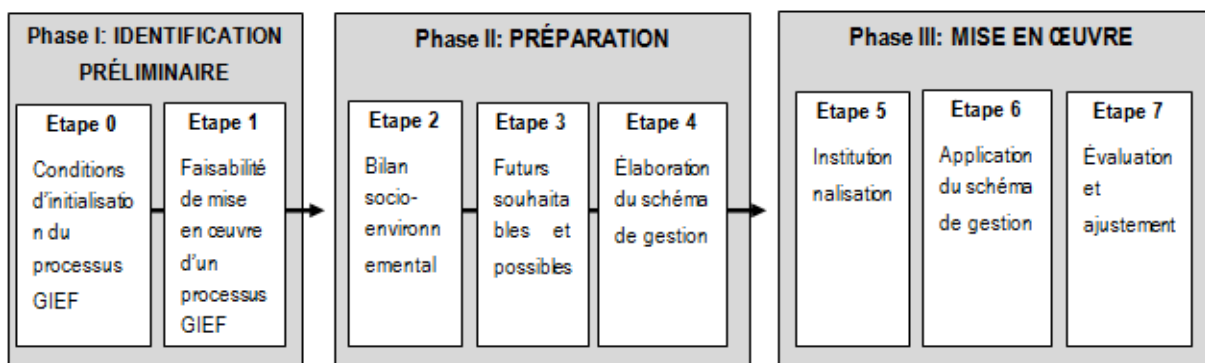 Phase I: IDENTIFICATION
PRÉLIMINAIRE
Etape 0
Conditions
d'initialisatio
n du
processus
GIEF
Etape 1
Faisabilité
de mise
en œuvre
d'un
processus
GIEF
Phase II: PRÉPARATION
Etape 2
Bilan
socio-
environn
emental
Etape 3
Futurs
souhaita
bles et
possibles
Etape 4
Élaboration
du schéma
de gestion
Phase III: MISE EN ŒUVRE
Etape 5
Institution
nalisation
Etape 6
Application
du schéma
de gestion
Etape 7
Évaluation
et
ajustement